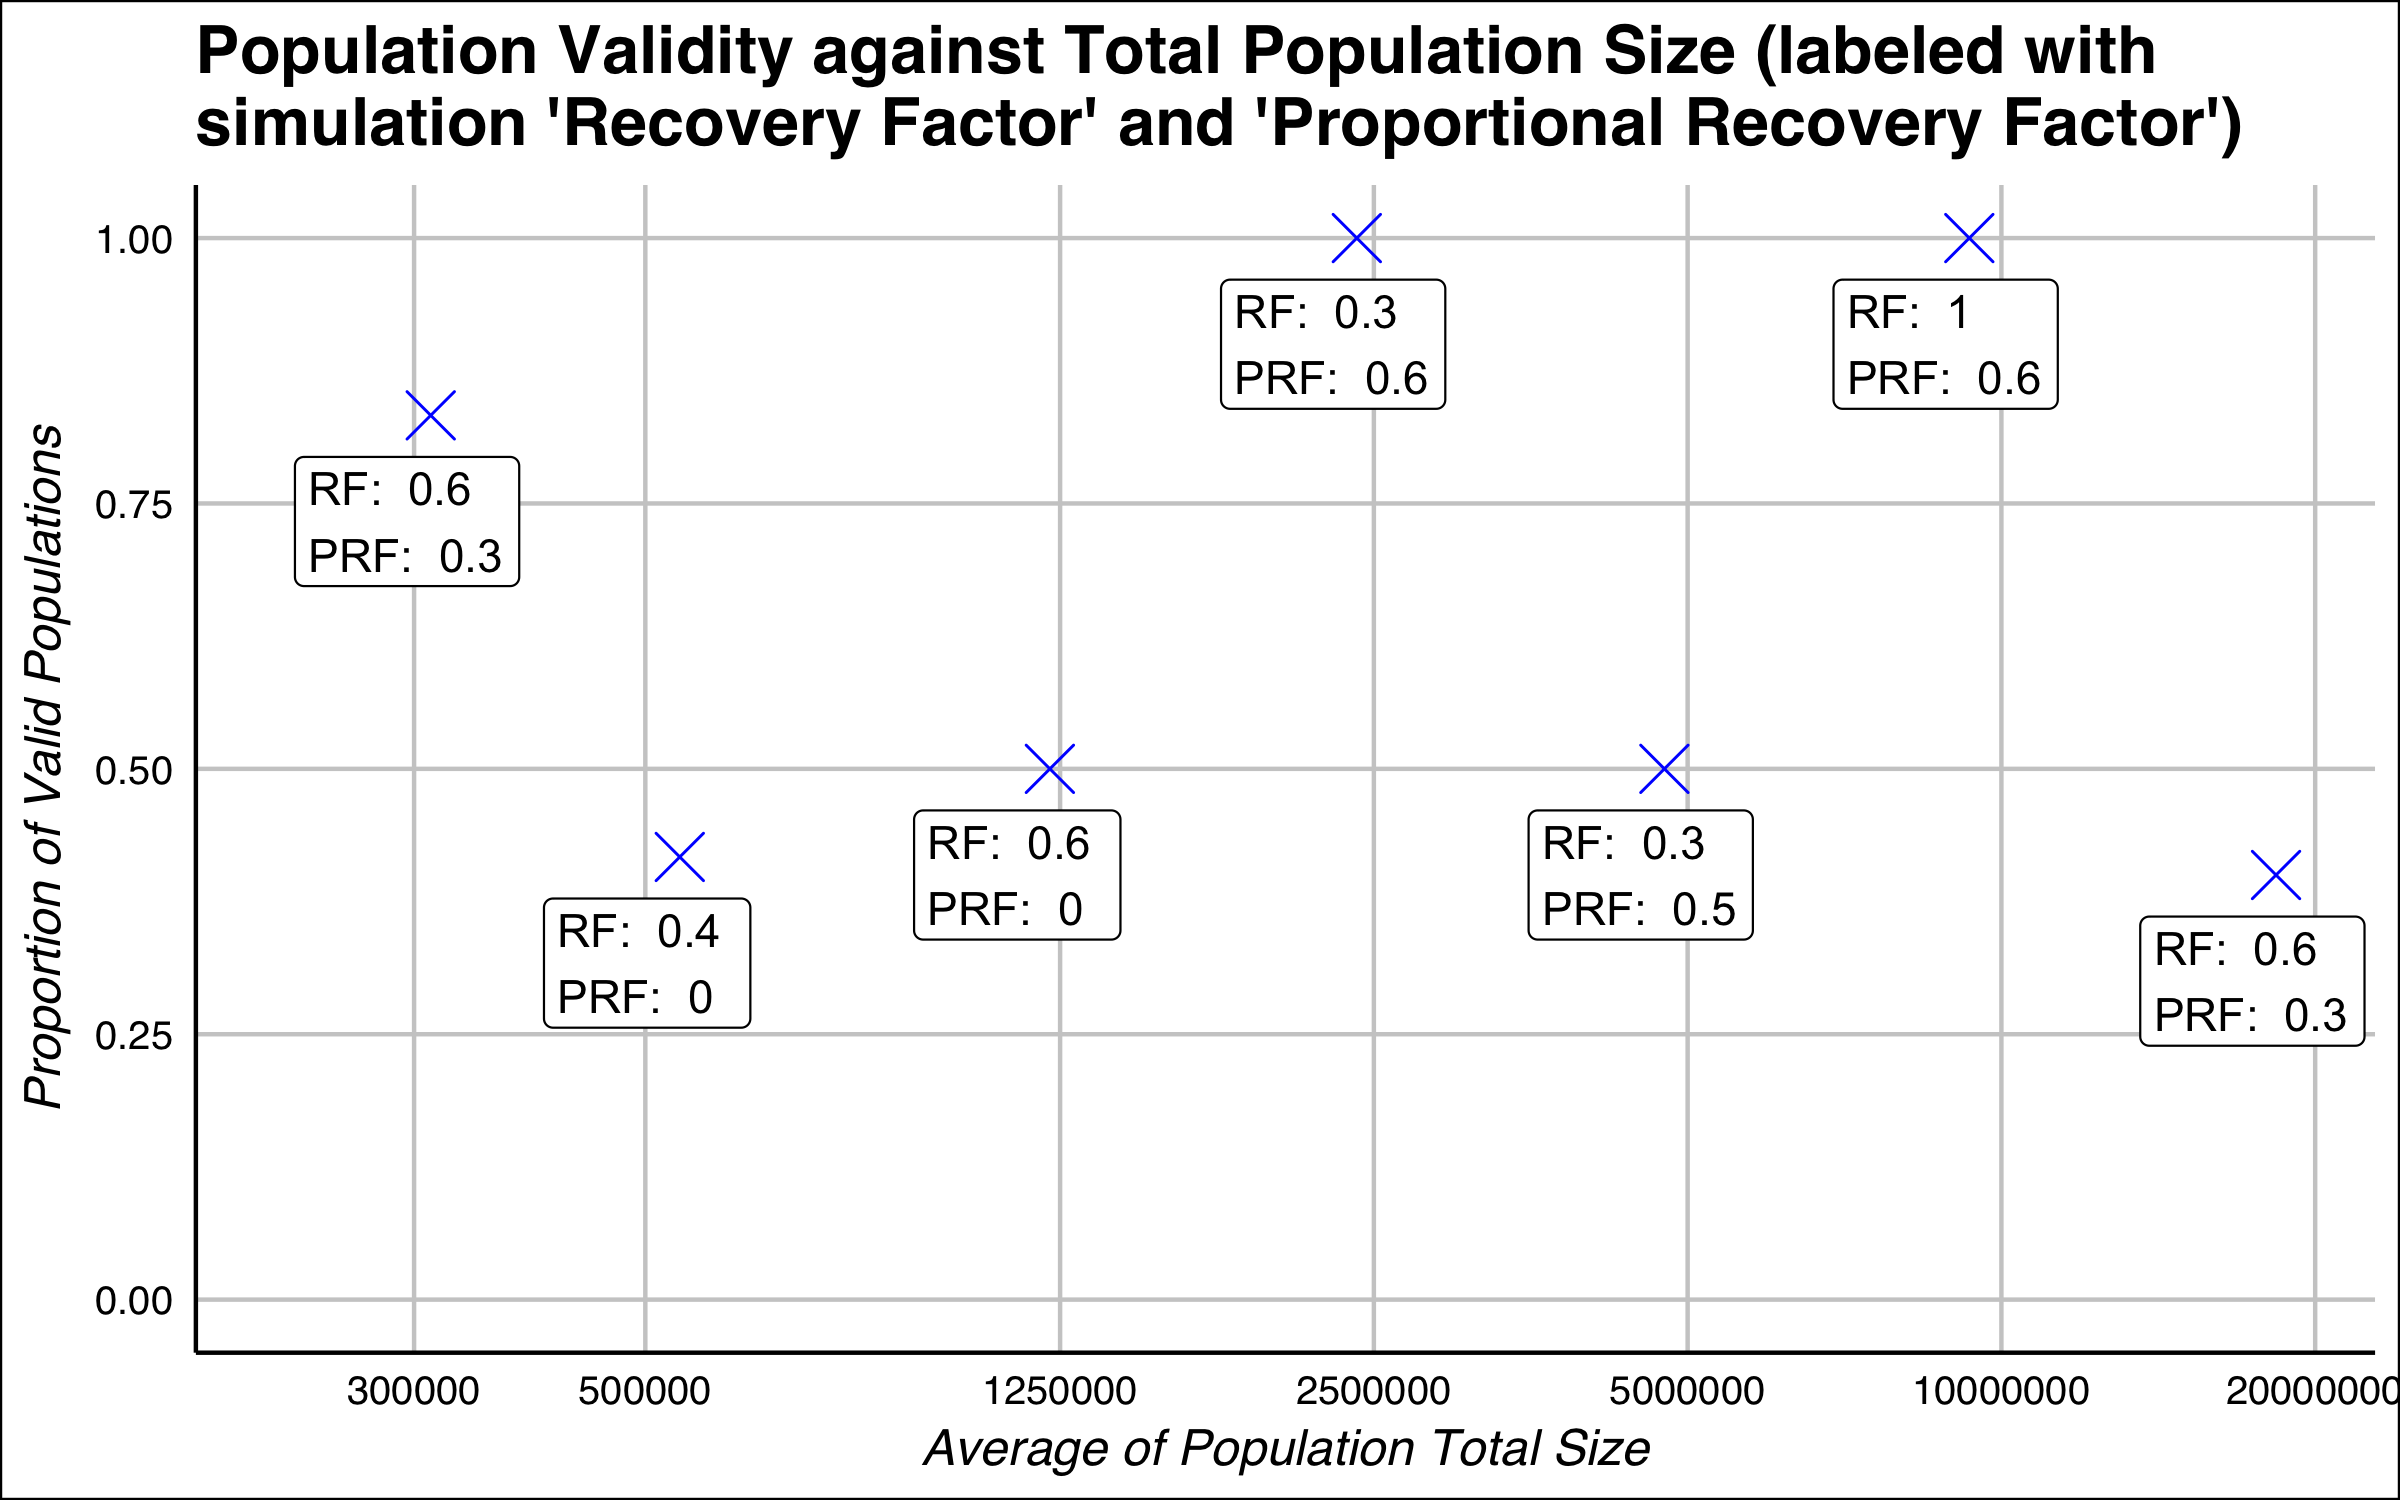 Population Validity against Total Population Size (labeled with
simulation 'Recovery Factor' and 'Proportional Recovery Factor')
Proportion of Valid Populations
1.00
0.75
0.50
0.25
0.00
RF: 0.6
PRF: 0.3
RF: 0.4
PRF: 0
RF: 0.6
PRF: 0
RF: 0.3
PRF: 0.6
RF: 0.3
PRF: 0.5
RF: 1
PRF: 0.6
RF: 0.6
PRF: 0.3
300000 500000 1250000 2500000 5000000 10000000 20000000
Average of Population Total Size